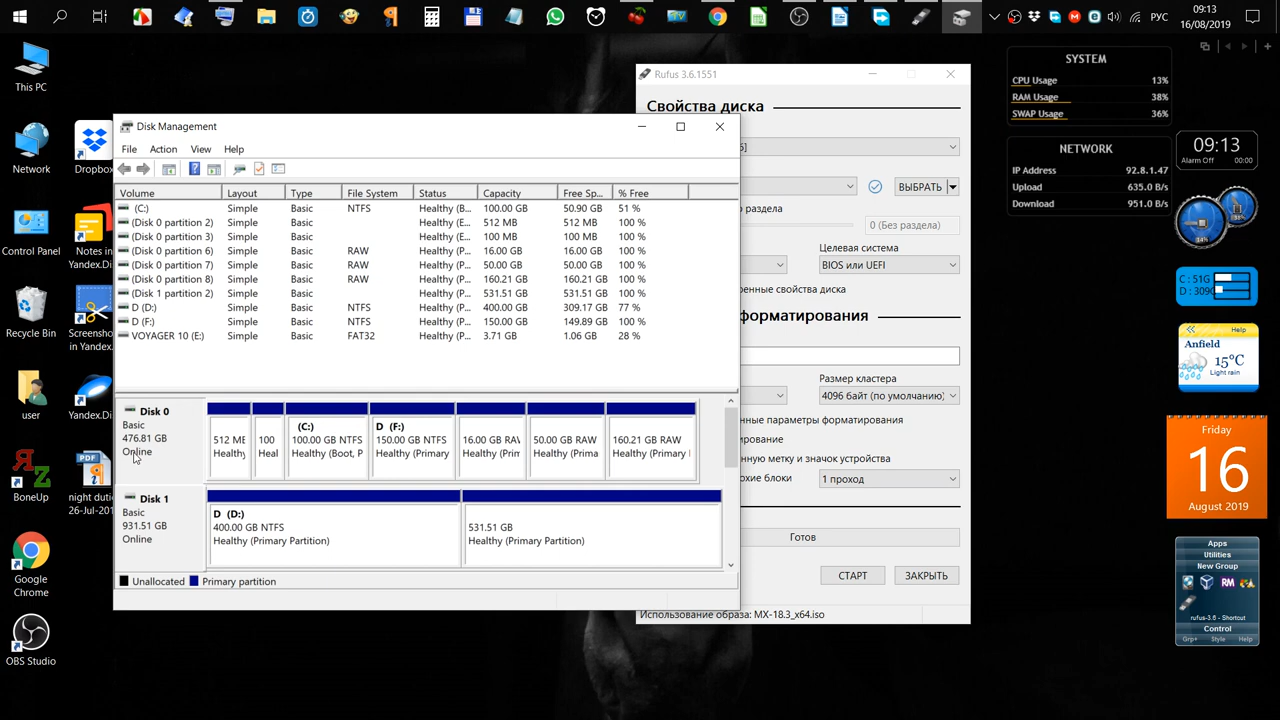 РУС
09:13
16/08/2019
This PC
Network
Control Panel
Recycle Bin
user
BoneUp
Google
Chrome
OBS Studio
Dropbox
Notes in
Yandex.Di
Screensho
in Yandex.
Yandex.Di
PDF
night dutie
26-Jul-201
Disk Management
File Action View Help
Volume Layout Type File System Status Capacity Free Sp... % Free
(C:) Simple Basic NTFS Healthy (B... 100.00 GB 50.90 GB 51 %
(Disk 0 partition 2) Simple Basic Healthy (E... 512 MB 512 MB 100 %
(Disk 0 partition 3) Simple Basic Healthy (E... 100 MB 100 MB 100 %
(Disk 0 partition 6) Simple Basic RAW Healthy (P... 16.00 GB 16.00 GB 100 %
(Disk 0 partition 7) Simple Basic RAW Healthy (P... 50.00 GB 50.00 GB 100 %
(Disk 0 partition 8) Simple Basic RAW Healthy (P... 160.21 GB 160.21 GB 100 %
(Disk 1 partition 2) Simple Basic Healthy (P... 531.51 GB 531.51 GB 100 %
D (D:) Simple Basic NTFS Healthy (P... 400.00 GB 309.17 GB 77 %
D (F:) Simple Basic NTFS Healthy (P... 150.00 GB 149.89 GB 100 %
VOYAGER 10 (E:) Simple Basic FAT32 Healthy (P... 3.71 GB 1.06 GB 28 %
Disk 0
Basic
476.81 GB
Online
512 ME
Healthy
100
Heal
(C:)
100.00 GB NTFS
Healthy (Boot, P
D (F:)
150.00 GB NTFS
Healthy (Primary
16.00 GB RAV
Healthy (Prim
50.00 GB RAW
Healthy (Prima
160.21 GB RAW
Healthy (Primary
Disk 1
Basic
931.51 GB
Online
D (D:)
400.00 GB NTFS
Healthy (Primary Partition)
531.51 GB
Healthy (Primary Partition)
Unallocated Primary partition
Rufus 3.6.1551
Свойства диска
ВЫБРАТЬ
р раздела
0 (Без раздела)
Целевая система
BIOS или UEFI
ренные свойства диска
форматирования
Размер кластера
4096 байт (по умолчанию)
нные параметры форматирования
ирование
нную метку и значок устройства
охие блоки 1 проход
Готов
СТАРТ ЗАКРЫТЬ
Использование образа: MX-18.3_x64.iso
SYSTEM
CPU Usage 13%
RAM Usage 38%
SWAP Usage 36%
NETWORK
IP Address 92.8.1.47
Upload 635.0 B/s
Download 951.0 B/s
09:13
Alarm Off 00:00
14%
38%
C : 51G
D : 309G
Help
Anfield
15°C
Light rain
Friday
16
August 2019
Apps
Utilities
New Group
rufus-3.6 - Shortcut
Control
Grp+ Style Help